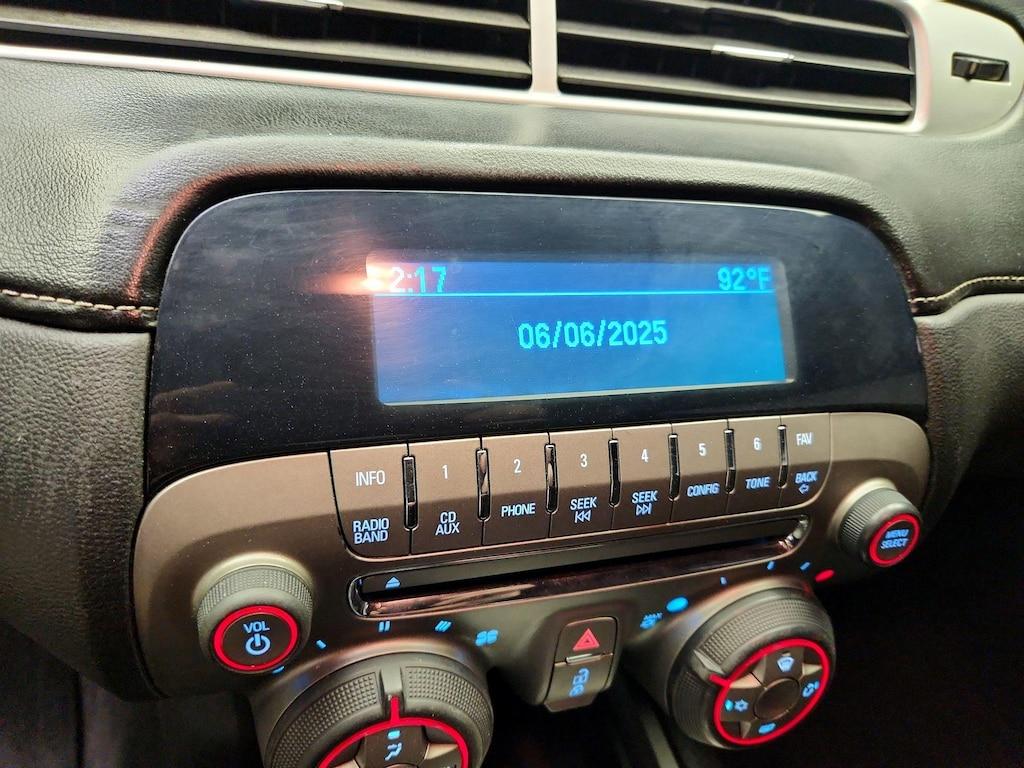 2:17 92°F
06/06/2025
INFO 1 2 3 4 5 6 FAV
RADIO BAND CD AUX PHONE SEEK SEEK CONFIG TONE BACK
MENU SELECT
VOL